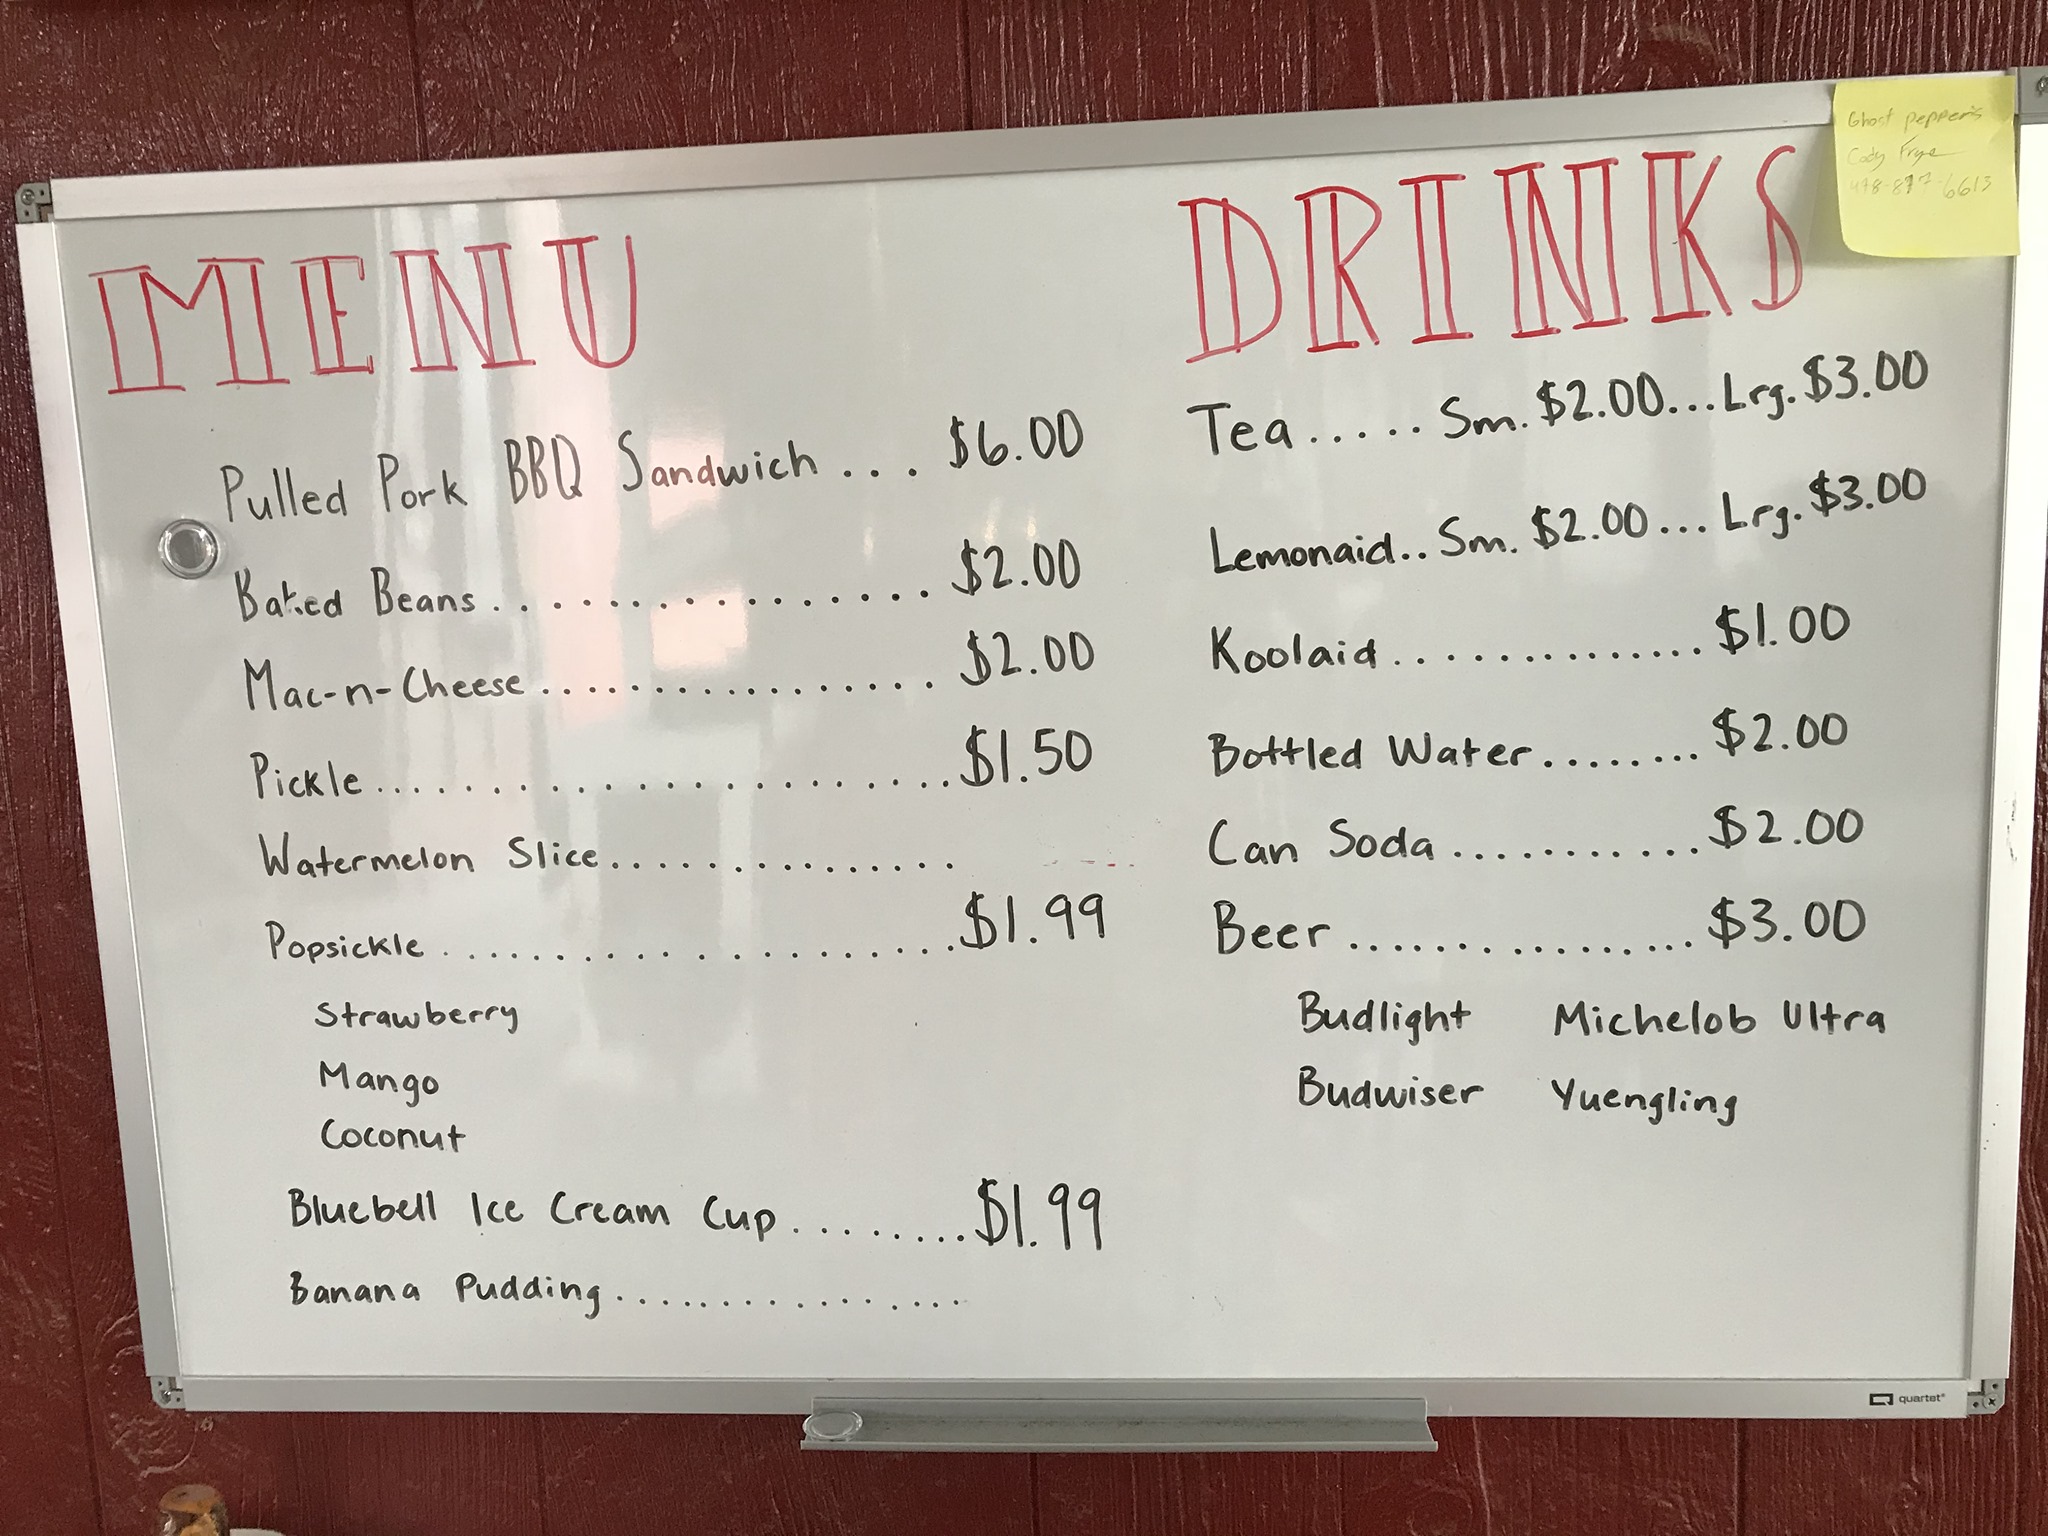 MENU
Pulled Pork BBQ Sandwich ... $6.00
Baked Beans ................ $2.00
Mac-n-Cheese ................. $2.00
Pickle ...................... $1.50
Watermelon Slice ...............
Popsickle ................... $1.99
Strawberry
Mango
Coconut
Bluebell Ice Cream Cup ........ $1.99
Banana Pudding ................
DRINKS
Tea ..... Sm. $2.00 ... Lrg. $3.00
Lemonaid .. Sm. $2.00 ... Lrg. $3.00
Koolaid .............. $1.00
Bottled Water ........ $2.00
Can Soda ........... $2.00
Beer ................ $3.00
Budlight Michelob Ultra
Budwiser Yuengling
Ghost pepper's
Cody Frye
quartet